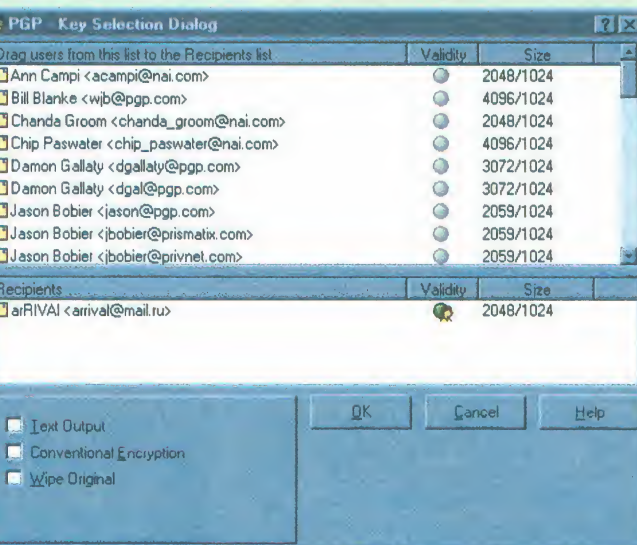 PGP - Key Selection Dialog
Drag users from this list to the Recipients list Validity Size
Ann Campi <acampi@nai.com> 2048/1024
Bill Blanke <wjb@pgp.com> 4096/1024
Chanda Groom <chanda_groom@nai.com> 2048/1024
Chip Paswater <chip_paswater@nai.com> 4096/1024
Damon Gallaty <dgallaty@pgp.com> 3072/1024
Damon Gallaty <dgal@pgp.com> 3072/1024
Jason Bobier <jason@pgp.com> 2059/1024
Jason Bobier <jbobier@prismatix.com> 2059/1024
Jason Bobier <jbobier@privnet.com> 2059/1024
Recipients Validity Size
arRIVAl <arrival@mail.ru> 2048/1024
OK Cancel Help
Text Output
Conventional Encryption
Wipe Original